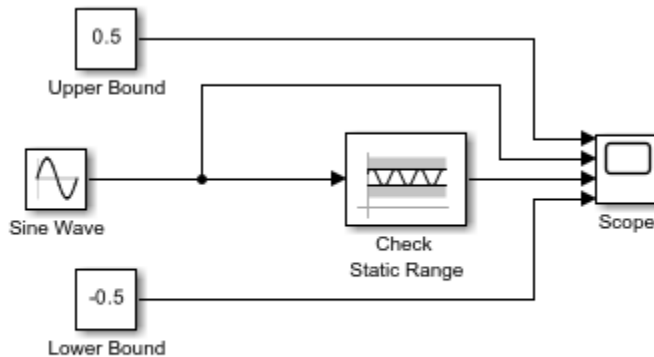 0.5
Upper Bound
Sine Wave
Check
Static Range
Scope
-0.5
Lower Bound